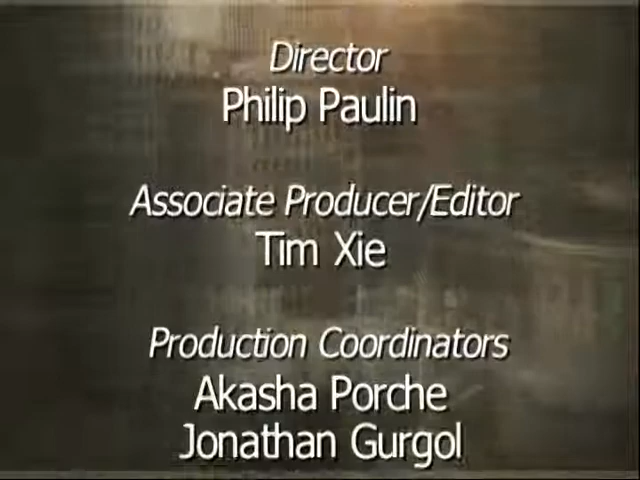 Director
Philip Paulin
Associate Producer/Editor
Tim Xie
Production Coordinators
Akasha Porche
Jonathan Gurgol